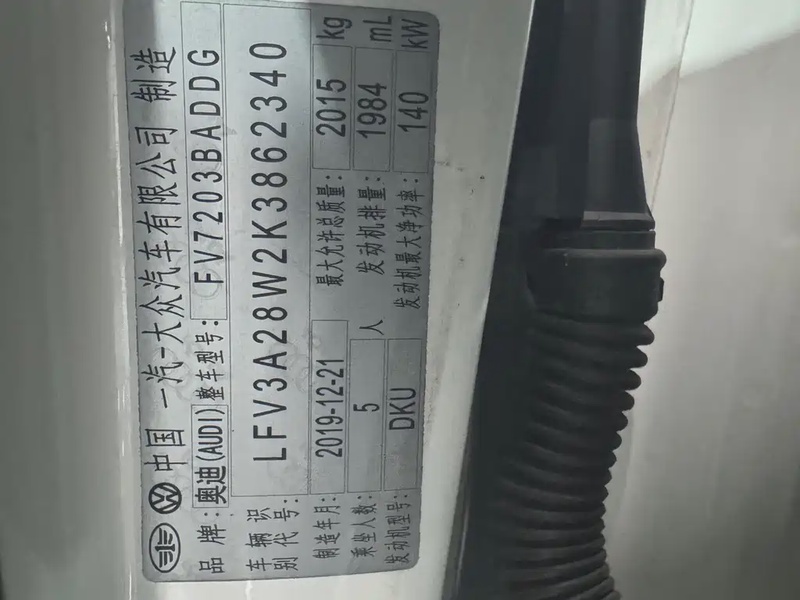 中国 一汽-大众汽车有限公司 制造
品牌: 奥迪(AUDI) 整车型号: FV7203BADDG
车辆识别代号: LFV3A28W2K3862340
制造年月: 2019-12-21 最大允许总质量: 2015 kg
乘坐人数: 5 人 发动机排量: 1984 mL
发动机型号: DKU 发动机最大净功率: 140 kW